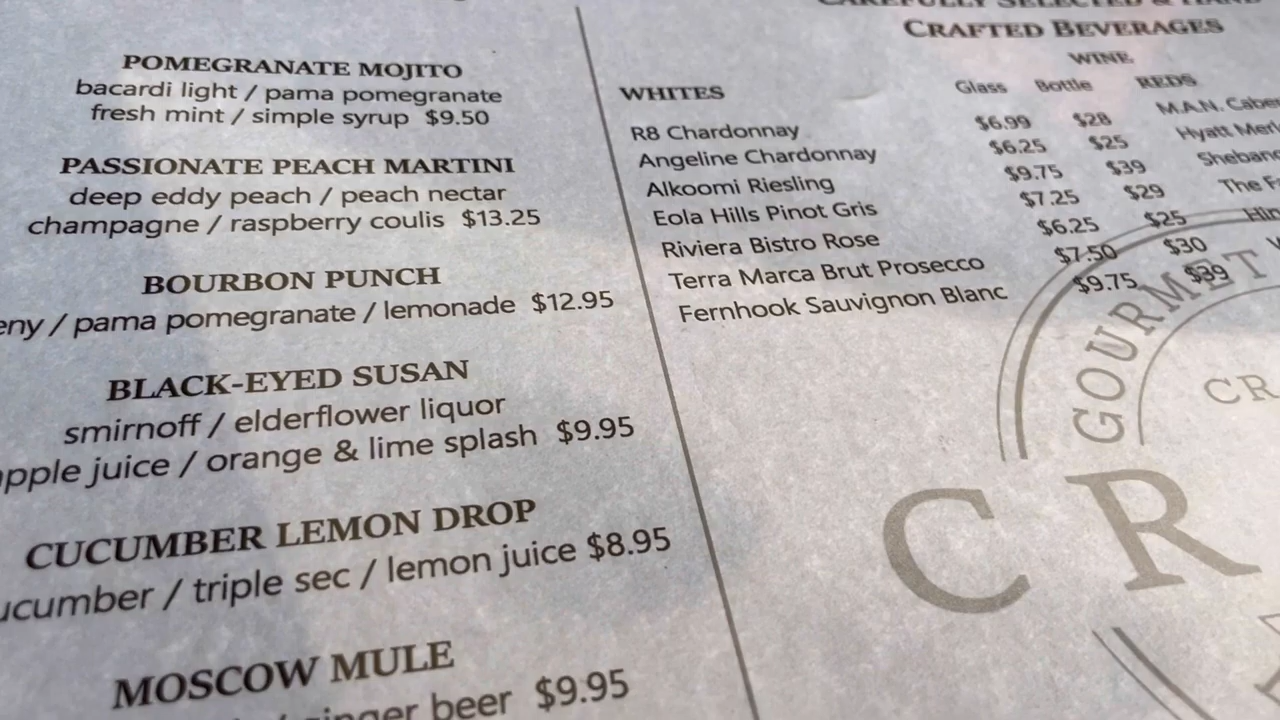 POMEGRANATE MOJITO
bacardi light / pama pomegranate
fresh mint / simple syrup $9.50
PASSIONATE PEACH MARTINI
deep eddy peach / peach nectar
champagne / raspberry coulis $13.25
BOURBON PUNCH
/ pama pomegranate / lemonade $12.95
BLACK-EYED SUSAN
smirnoff / elderflower liquor
apple juice / orange & lime splash $9.95
CUCUMBER LEMON DROP
ucumber / triple sec / lemon juice $8.95
MOSCOW MULE
/ ginger beer $9.95
CAREFULLY SELECTED & HAND
CRAFTED BEVERAGES
WINE
WHITES Glass Bottle REDS
R8 Chardonnay $6.99 $28 M.A.N.
Angeline Chardonnay $6.25 $25 Hyatt
Alkoomi Riesling $9.75 $39
Eola Hills Pinot Gris $7.25 $29 The
Riviera Bistro Rose $6.25 $25
Terra Marca Brut Prosecco $7.50 $30
Fernhook Sauvignon Blanc $9.75 $39
GOURMET
CR
CR